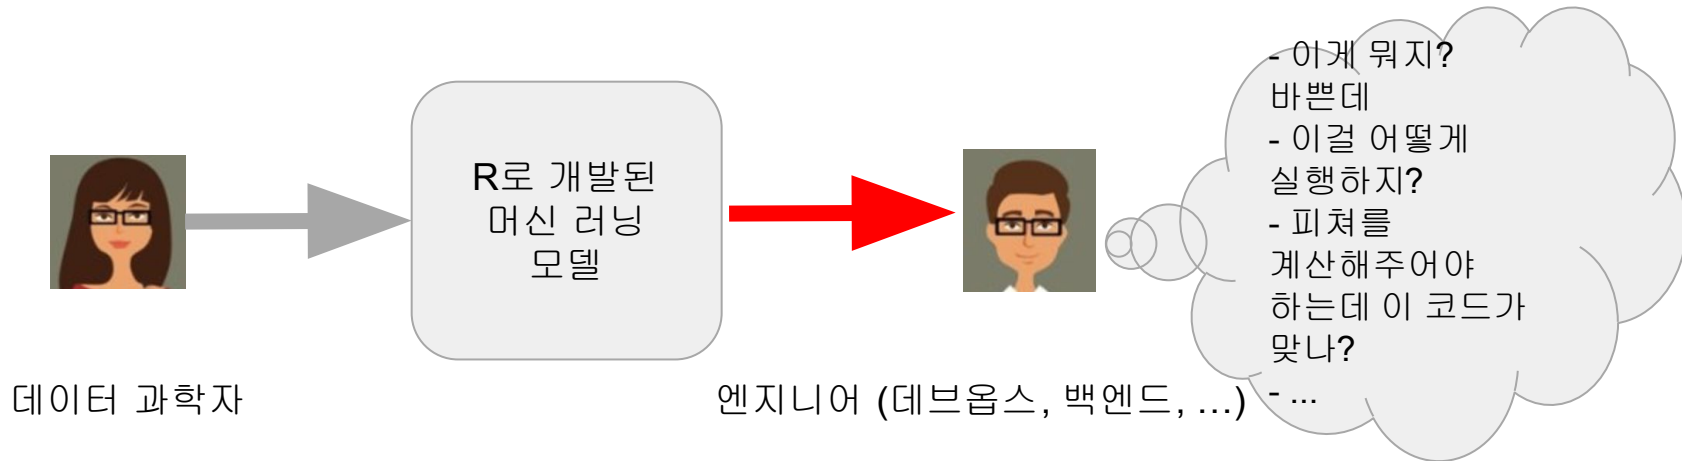 R로 개발된
머신 러닝
모델
- 이게 뭐지?
바쁜데
- 이걸 어떻게
실행하지?
- 피쳐를
계산해주어야
하는데 이 코드가
맞나?
- ...
데이터 과학자
엔지니어 (데브옵스, 백엔드, ...)